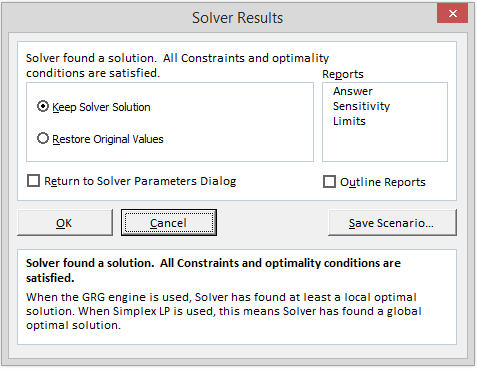 Solver Results
Solver found a solution. All Constraints and optimality
conditions are satisfied.
Reports
Keep Solver Solution
Restore Original Values
Answer
Sensitivity
Limits
Return to Solver Parameters Dialog
Outline Reports
OK
Cancel
Save Scenario...
Solver found a solution. All Constraints and optimality conditions are
satisfied.
When the GRG engine is used, Solver has found at least a local optimal
solution. When Simplex LP is used, this means Solver has found a global
optimal solution.